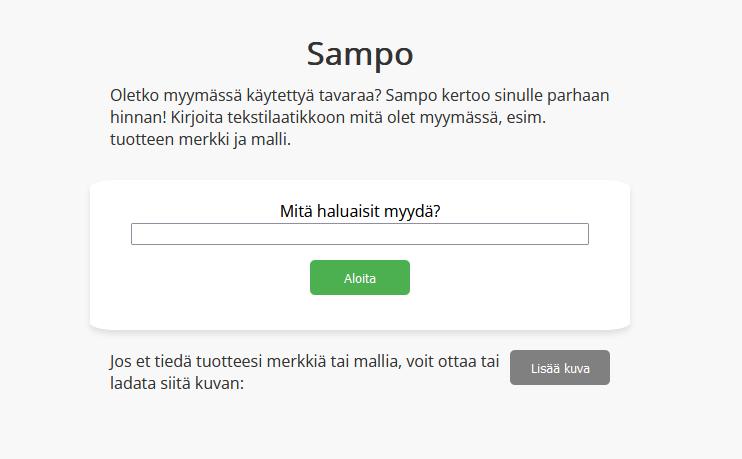 Sampo
Oletko myymässä käytettyä tavaraa? Sampo kertoo sinulle parhaan
hinnan! Kirjoita tekstilaatikkoon mitä olet myymässä, esim.
tuotteen merkki ja malli.
Mitä haluaisit myydä?
Aloita
Jos et tiedä tuotteesi merkkiä tai mallia, voit ottaa tai
ladata siitä kuvan:
Lisää kuva